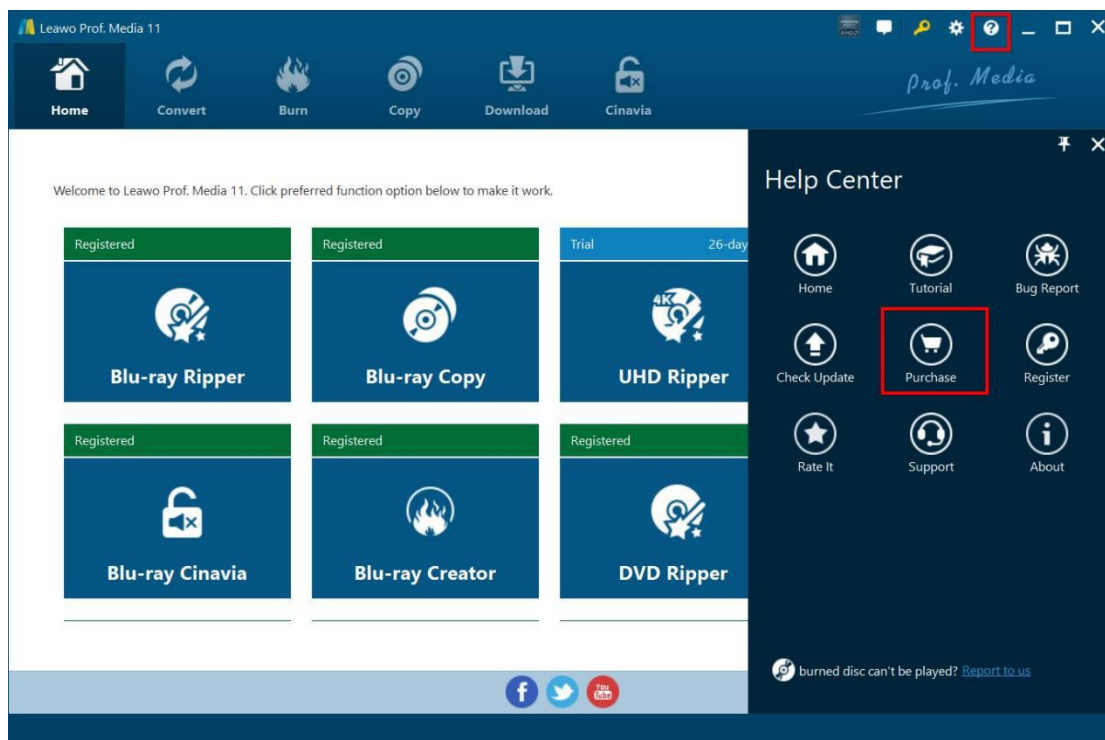 Leawo Prof. Media 11
Home
Convert
Burn
Copy
Download
Cinavia
Prof. Media
Welcome to Leawo Prof. Media 11. Click preferred function option below to make it work.
Registered
Blu-ray Ripper
Registered
Blu-ray Copy
Trial 26-day
4K
UHD Ripper
Registered
Blu-ray Cinavia
Registered
Blu-ray Creator
Registered
DVD Ripper
Help Center
Home
Tutorial
Bug Report
Check Update
Purchase
Register
Rate It
Support
About
burned disc can't be played? Report to us
You
Tube